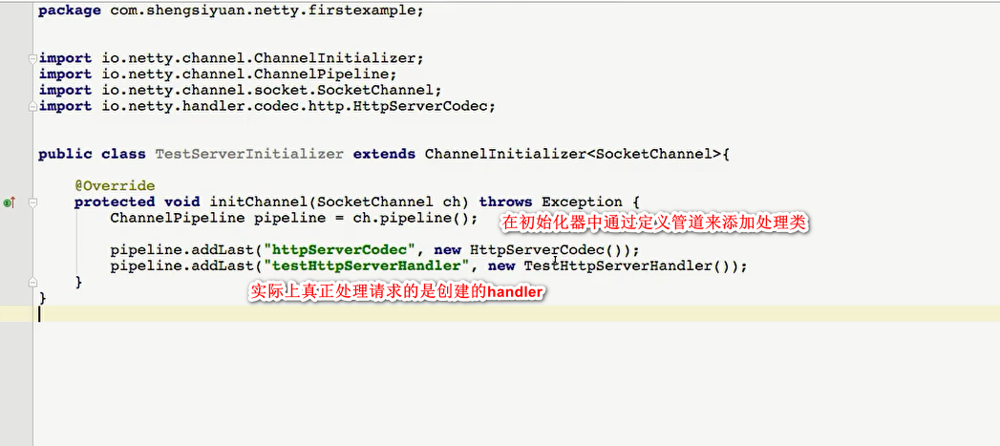 package com.shengsiyuan.netty.firstexample;
import io.netty.channel.ChannelInitializer;
import io.netty.channel.ChannelPipeline;
import io.netty.channel.socket.SocketChannel;
import io.netty.handler.codec.http.HttpServerCodec;
public class TestServerInitializer extends ChannelInitializer<SocketChannel>{
@Override
protected void initChannel(SocketChannel ch) throws Exception {
ChannelPipeline pipeline = ch.pipeline();
在初始化器中通过定义管道来添加处理类
pipeline.addLast("httpServerCodec", new HttpServerCodec());
pipeline.addLast("testHttpServerHandler", new TestHttpServerHandler());
}
实际上真正处理请求的是创建的handler
}